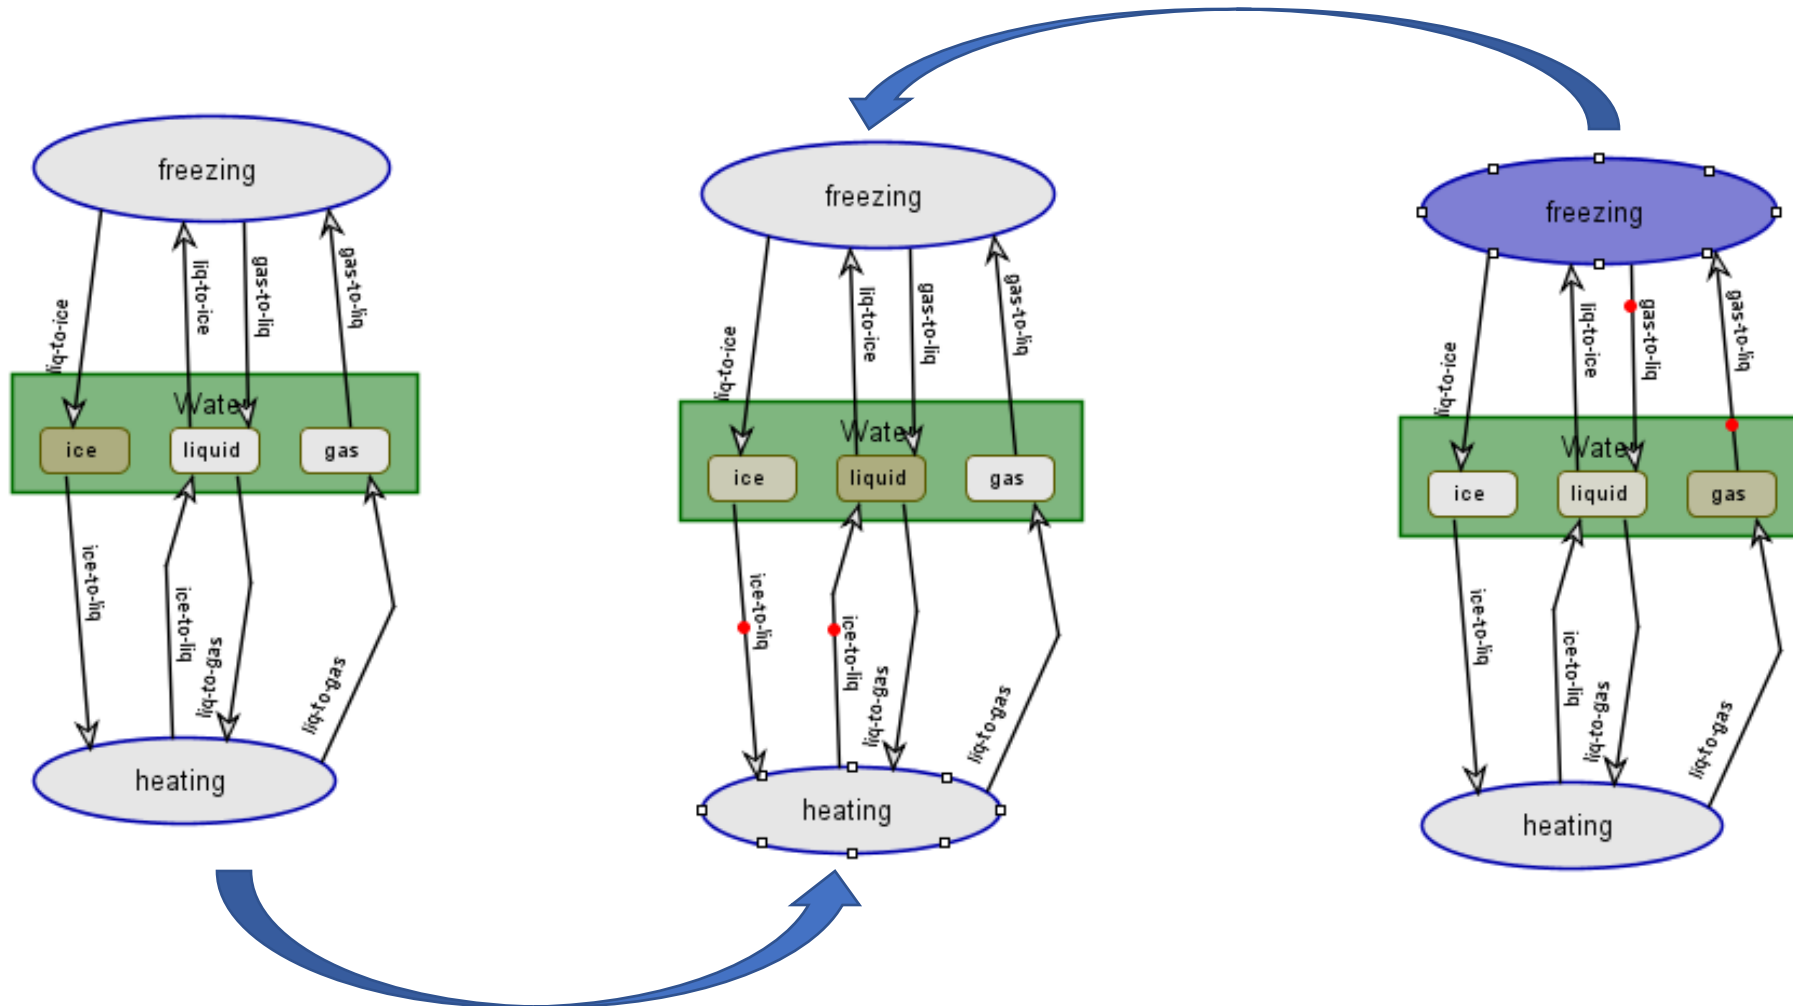 freezing
liq-to-ice
liq-to-ice
gas-to-liq
gas-to-liq
Water
ice
liquid
gas
ice-to-liq
ice-to-liq
liq-to-gas
liq-to-gas
heating
freezing
liq-to-ice
liq-to-ice
gas-to-liq
gas-to-liq
Water
ice
liquid
gas
ice-to-liq
ice-to-liq
liq-to-gas
liq-to-gas
heating
freezing
liq-to-ice
liq-to-ice
gas-to-liq
gas-to-liq
Water
ice
liquid
gas
ice-to-liq
ice-to-liq
liq-to-gas
liq-to-gas
heating